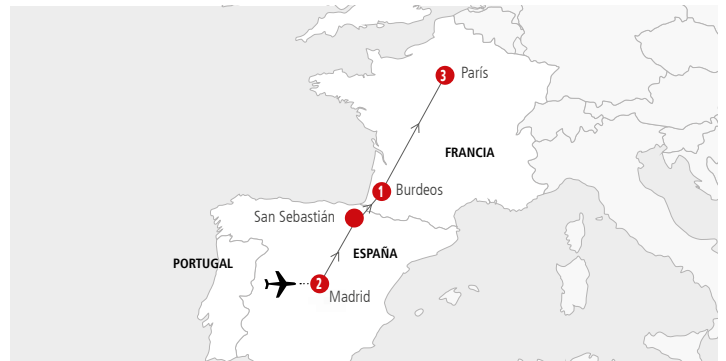 3 París
FRANCIA
1 Burdeos
San Sebastián
ESPAÑA
PORTUGAL
2
Madrid